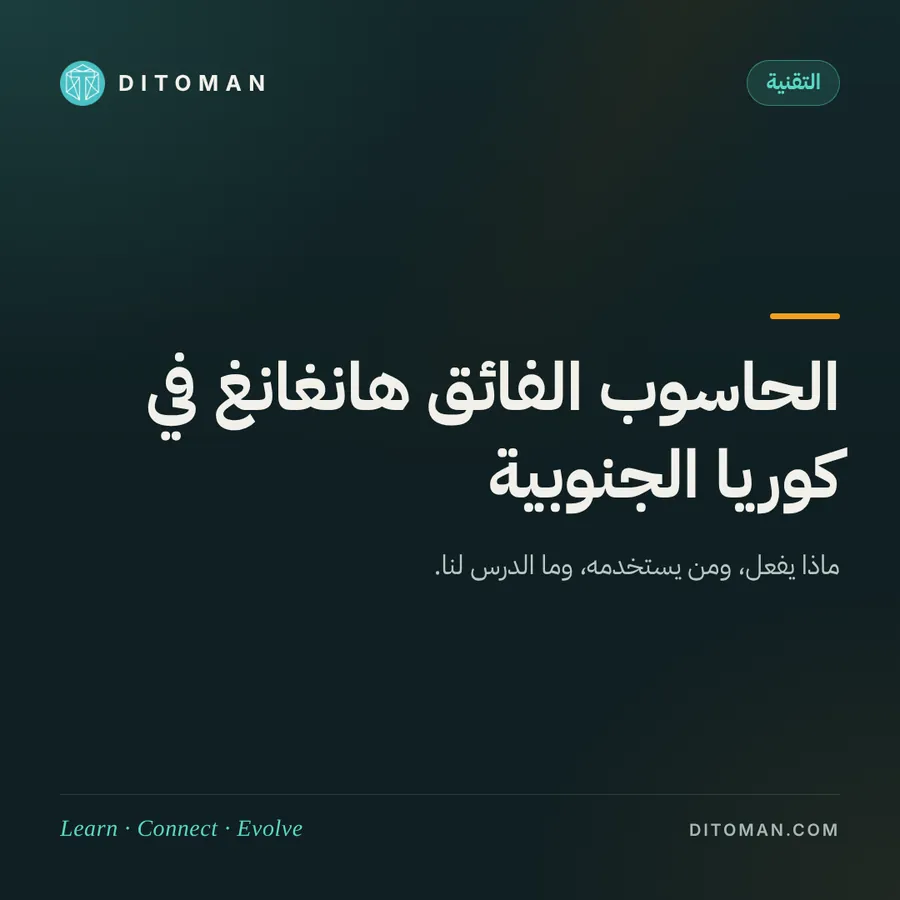 DITOMAN
التقنية
الحاسوب الفائق هانغانغ في
كوريا الجنوبية
ماذا يفعل، ومن يستخدمه، وما الدرس لنا.
Learn · Connect · Evolve
DITOMAN.COM